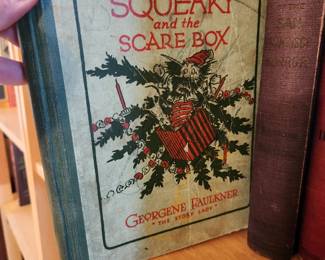 SQUEAKY
and the
SCARE BOX
GEORGENE FAULKNER
"THE STORY LADY"